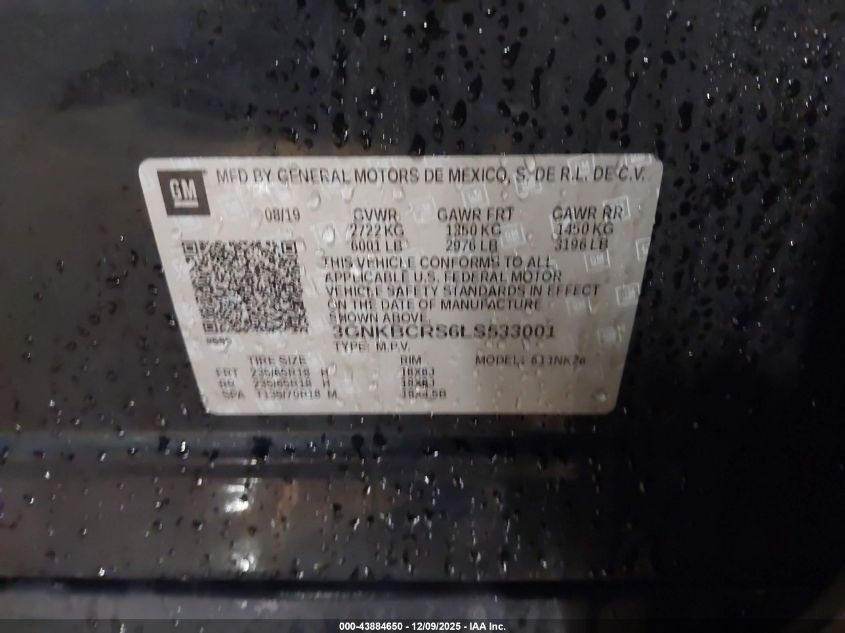 GM
MFD BY GENERAL MOTORS DE MEXICO, S. DE R.L. DE C.V.
08/19 GVWR GAWR FRT GAWR RR
2722 KG 1350 KG 1450 KG
6001 LB 2976 LB 3196 LB
THIS VEHICLE CONFORMS TO ALL
APPLICABLE U.S. FEDERAL MOTOR
VEHICLE SAFETY STANDARDS IN EFFECT
ON THE DATE OF MANUFACTURE
SHOWN ABOVE.
3GNKBCRS6LS533001
TYPE: M.P.V.
TIRE SIZE RIM MODEL: 611NK26
FRT 235/65R18 H 18X8J
RR 235/65R18 H 18X8J
SPA T135/70R18 M 18X4.5B
000-43884650 - 12/09/2025 - IAA Inc.